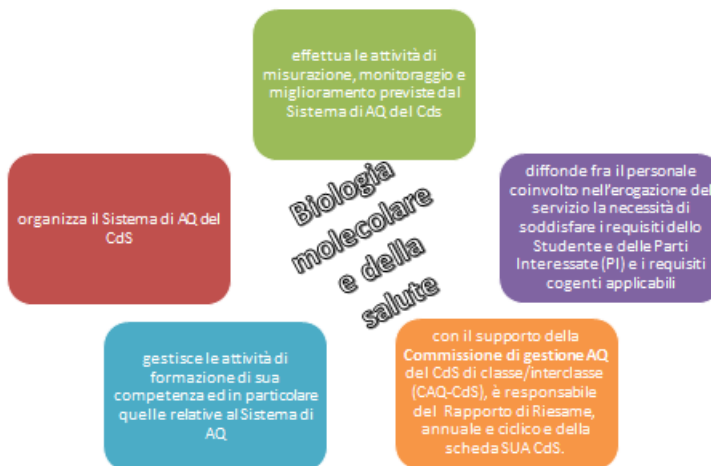 effettua le attività di
misurazione, monitoraggio e
miglioramento previste dal
Sistema di AQ del Cds
organizza il Sistema di AQ del
CdS
Biologia
molecolare
e della
salute
diffonde fra il personale
coinvolto nell'erogazione del
servizio la necessità di
soddisfare i requisiti dello
Studente e delle Parti
Interessate (PI) e i requisiti
cogenti applicabili
gestisce le attività di
formazione di sua
competenza ed in particolare
quelle relative al Sistema di
AQ
con il supporto della
Commissione di gestione AQ
del CdS di classe/interclasse
(CAQ-CdS), è responsabile
del Rapporto di Riesame,
annuale e ciclico e della
scheda SUA CdS.